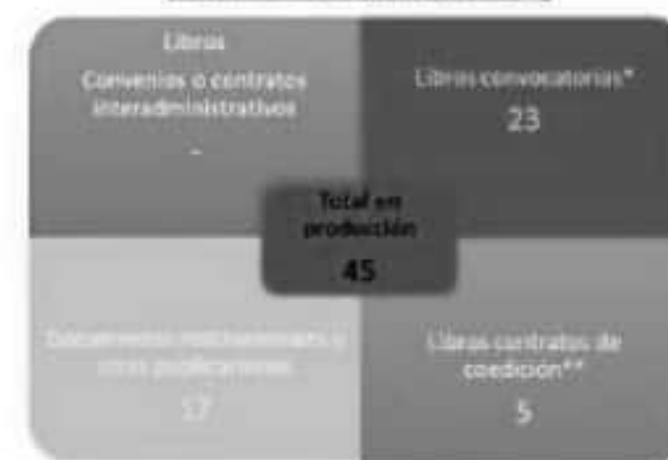 Libros
Convenios o contratos
interadministrativos
-
Libros convocatorias*
23
Total en
producción
45
Documentos institucionales y
otras publicaciones
17
Libros contratos de
coedición**
5